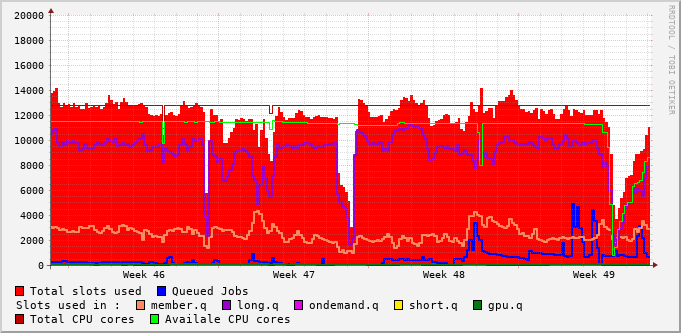 20000
18000
16000
14000
12000
10000
8000
6000
4000
2000
0
Week 46 Week 47 Week 48 Week 49
RRDTOOL / TOBI OETIKER
Total slots used Queued Jobs
Slots used in : member.q long.q ondemand.q short.q gpu.q
Total CPU cores Availale CPU cores